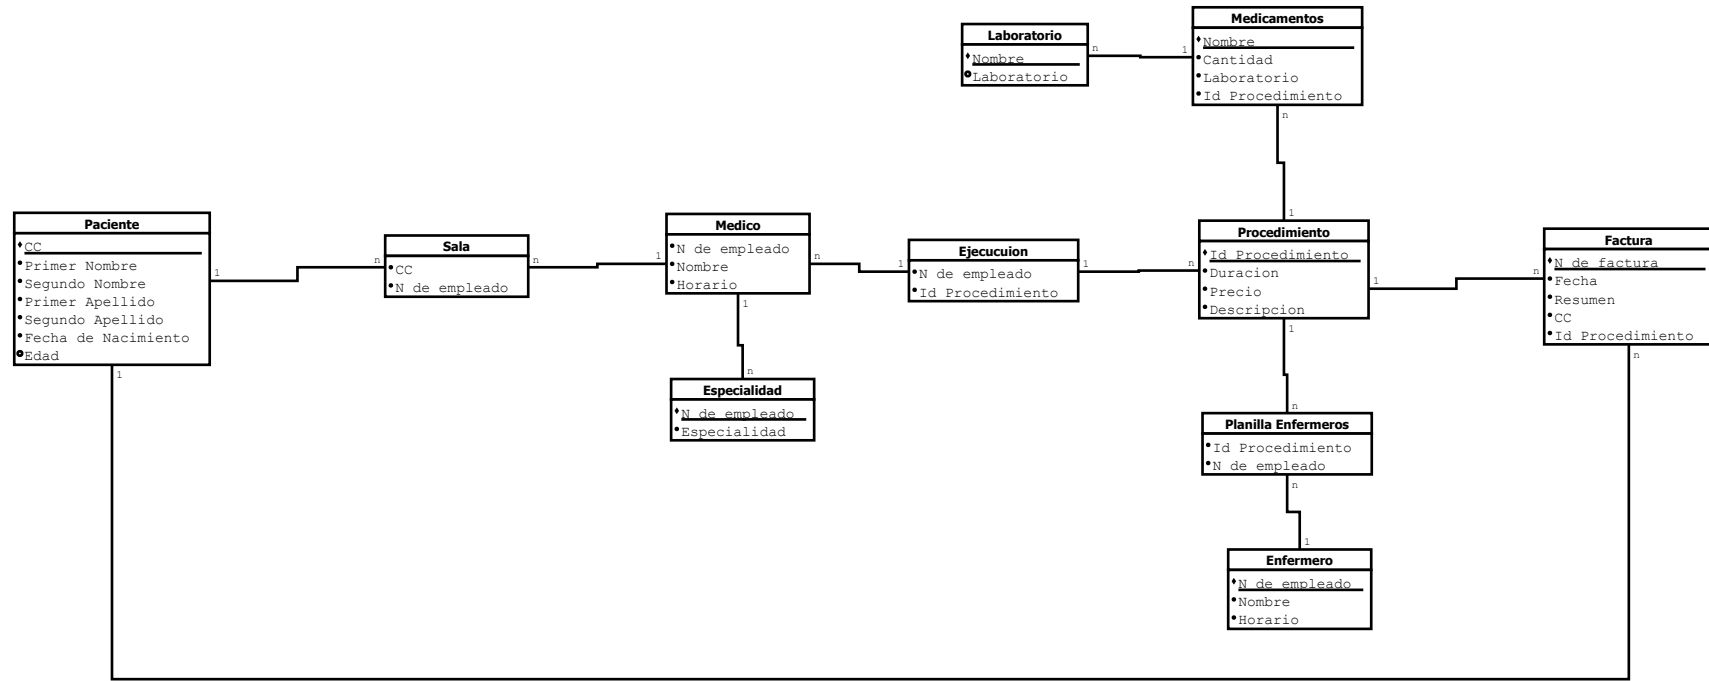 Medicamentos
Nombre
Cantidad
Laboratorio
Id Procedimiento
Laboratorio
Nombre
Laboratorio
n
1
n
1
Paciente
CC
Primer Nombre
Segundo Nombre
Primer Apellido
Segundo Apellido
Fecha de Nacimiento
Edad
1
n
Sala
CC
N de empleado
n
1
Medico
N de empleado
Nombre
Horario
n
1
Ejecucuion
N de empleado
Id Procedimiento
1
n
Procedimiento
Id Procedimiento
Duracion
Precio
Descripcion
1
n
Factura
N de factura
Fecha
Resumen
CC
Id Procedimiento
1
n
Especialidad
N de empleado
Especialidad
1
n
Planilla Enfermeros
Id Procedimiento
N de empleado
n
1
Enfermero
N de empleado
Nombre
Horario
1
n